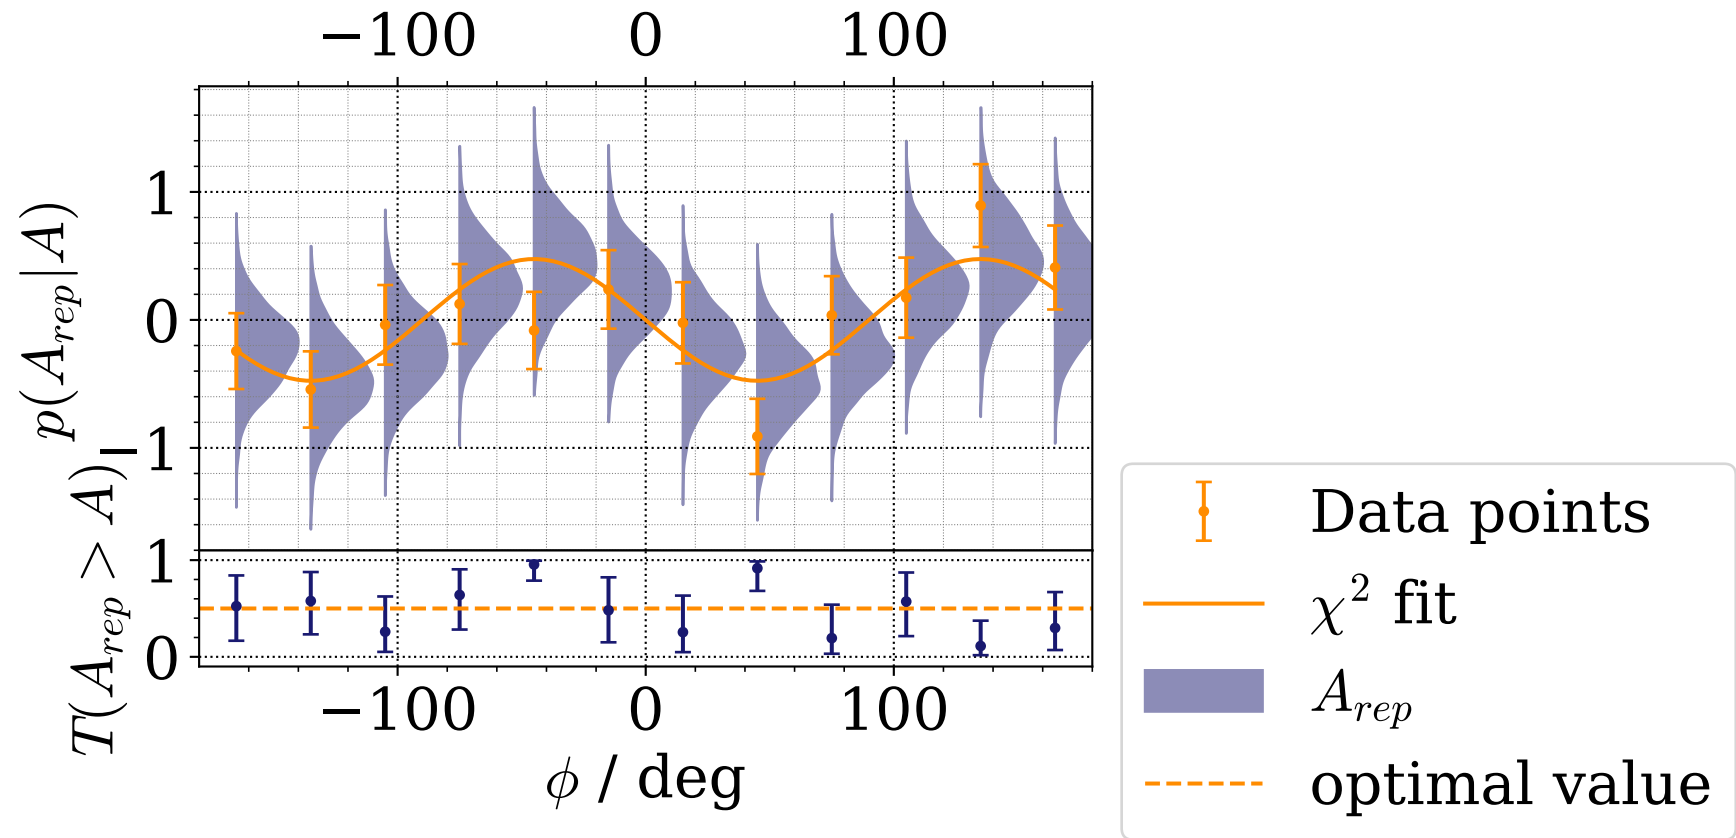 −100 0 100
p(A_rep|A)
1
0
−1
T(A_rep > A)
1
0
−100 0 100
ϕ / deg
Data points
χ² fit
A_rep
optimal value